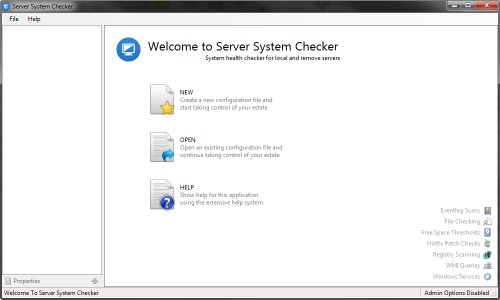 Server System Checker
File Help
Welcome to Server System Checker
System health checker for local and remove servers
NEW
Create a new configuration file and
start taking control of your estate
OPEN
Open an existing configuration file and
continue taking control of your estate
HELP
Show help for this application
using the extensive help system
Eventlog Scans
File Checking
Free Space Thresholds
Hotfix Patch Checks
Registry Scanning
WMI Queries
Windows Services
Properties
Welcome To Server System Checker
Admin Options Disabled